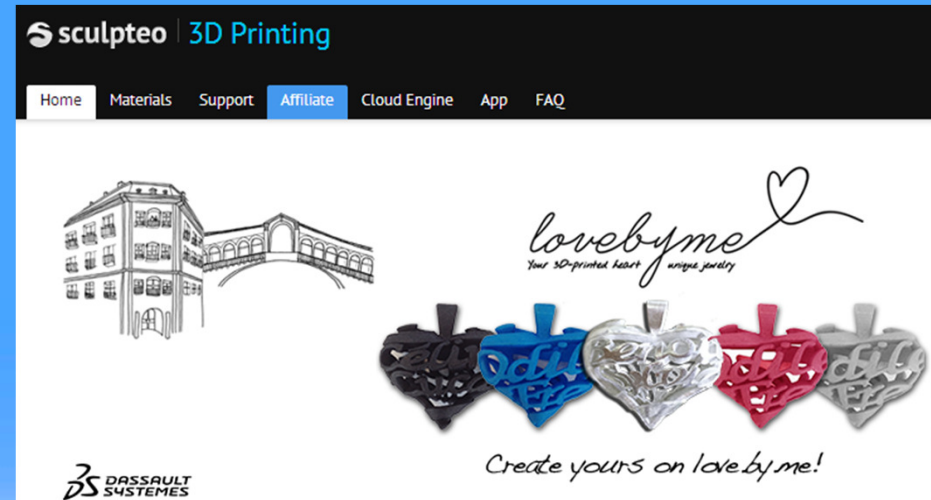 sculpteo 3D Printing
Home Materials Support Affiliate Cloud Engine App FAQ
lovebyme
Your 3D-printed heart unique jewelry
Create yours on love.by.me!
DASSAULT
SYSTEMES